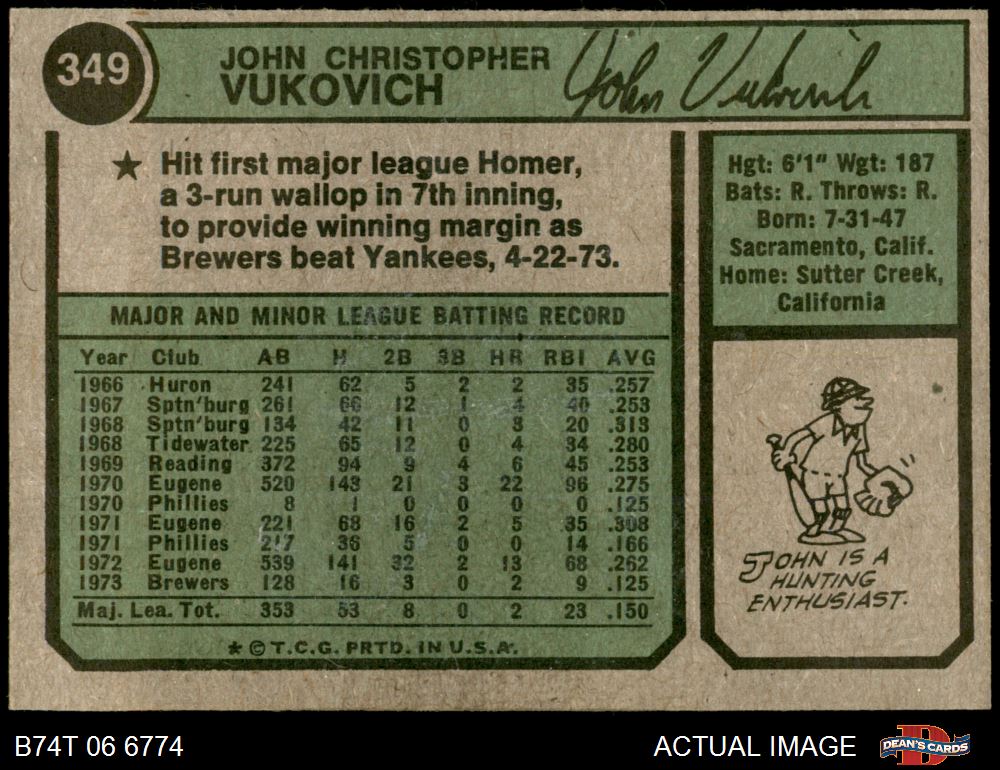 349
JOHN CHRISTOPHER
VUKOVICH
John Vukovich
★ Hit first major league Homer,
a 3-run wallop in 7th inning,
to provide winning margin as
Brewers beat Yankees, 4-22-73.
MAJOR AND MINOR LEAGUE BATTING RECORD
Year Club AB H 2B 3B HR RBI AVG
1966 Huron 241 62 5 2 2 35 .257
1967 Sptn'burg 261 66 12 1 4 40 .253
1968 Sptn'burg 134 42 11 0 3 20 .313
1968 Tidewater 225 65 12 0 4 34 .280
1969 Reading 372 94 9 4 6 45 .253
1970 Eugene 520 143 21 3 22 96 .275
1970 Phillies 8 1 0 0 0 0 .125
1971 Eugene 221 68 16 2 5 35 .308
1971 Phillies 217 36 5 0 0 14 .166
1972 Eugene 539 141 32 2 13 68 .262
1973 Brewers 128 16 3 0 2 9 .125
Maj. Lea. Tot. 353 53 8 0 2 23 .150
★ © T.C.G. PRTD. IN U.S.A.
Hgt: 6'1" Wgt: 187
Bats: R. Throws: R.
Born: 7-31-47
Sacramento, Calif.
Home: Sutter Creek,
California
JOHN IS A
HUNTING
ENTHUSIAST.
B74T 06 6774
ACTUAL IMAGE
DEAN'S CARDS